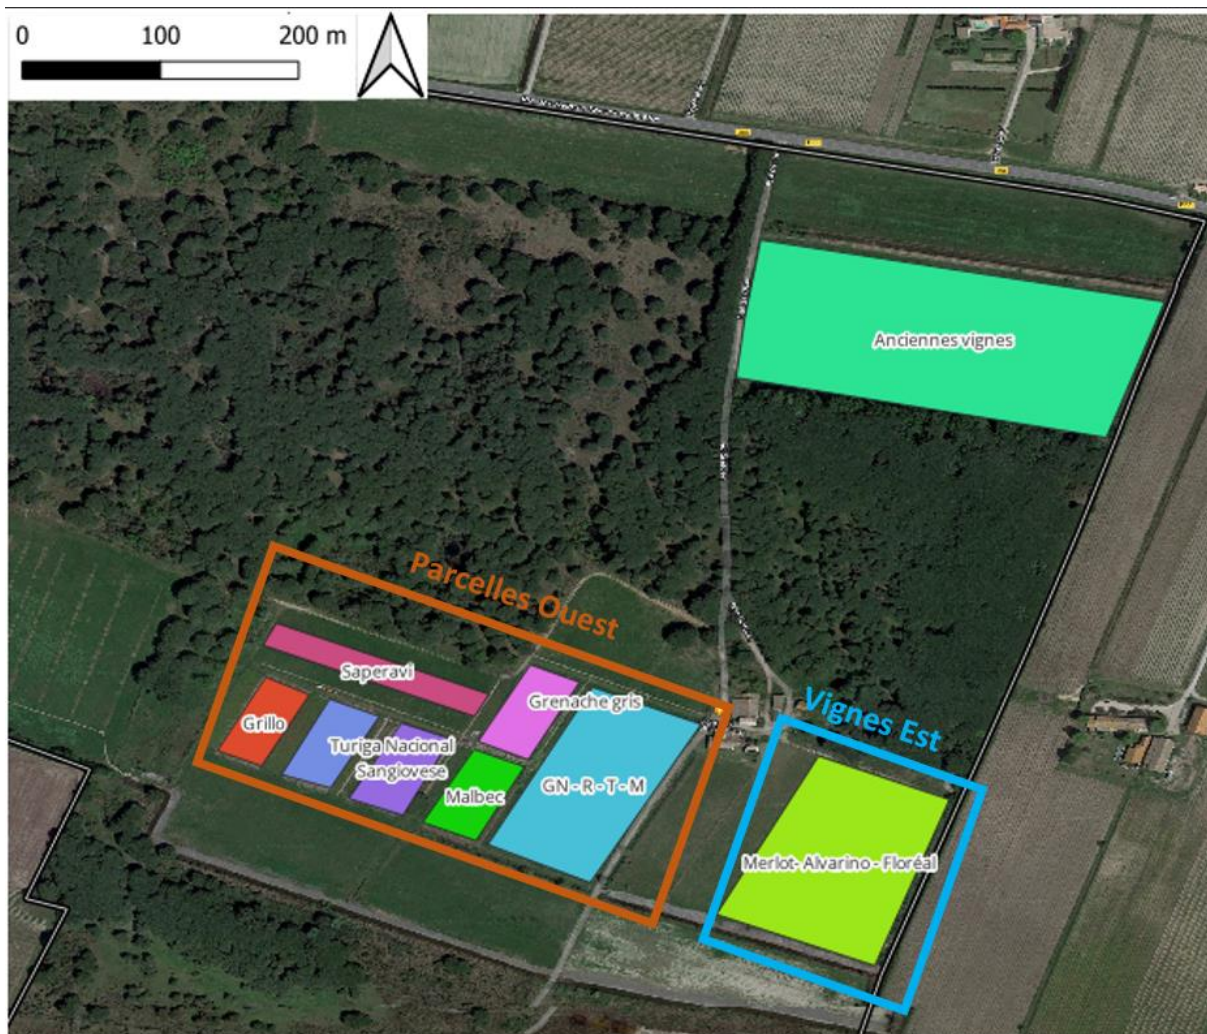 0 100 200 m
Anciennes vignes
Parcelles Ouest
Saperavi
Grenache gris
Vignes Est
Grillo
Turiga Nacional
Sangiovese
Malbec
GN - R - T - M
Merlot- Alvarino - Floréal